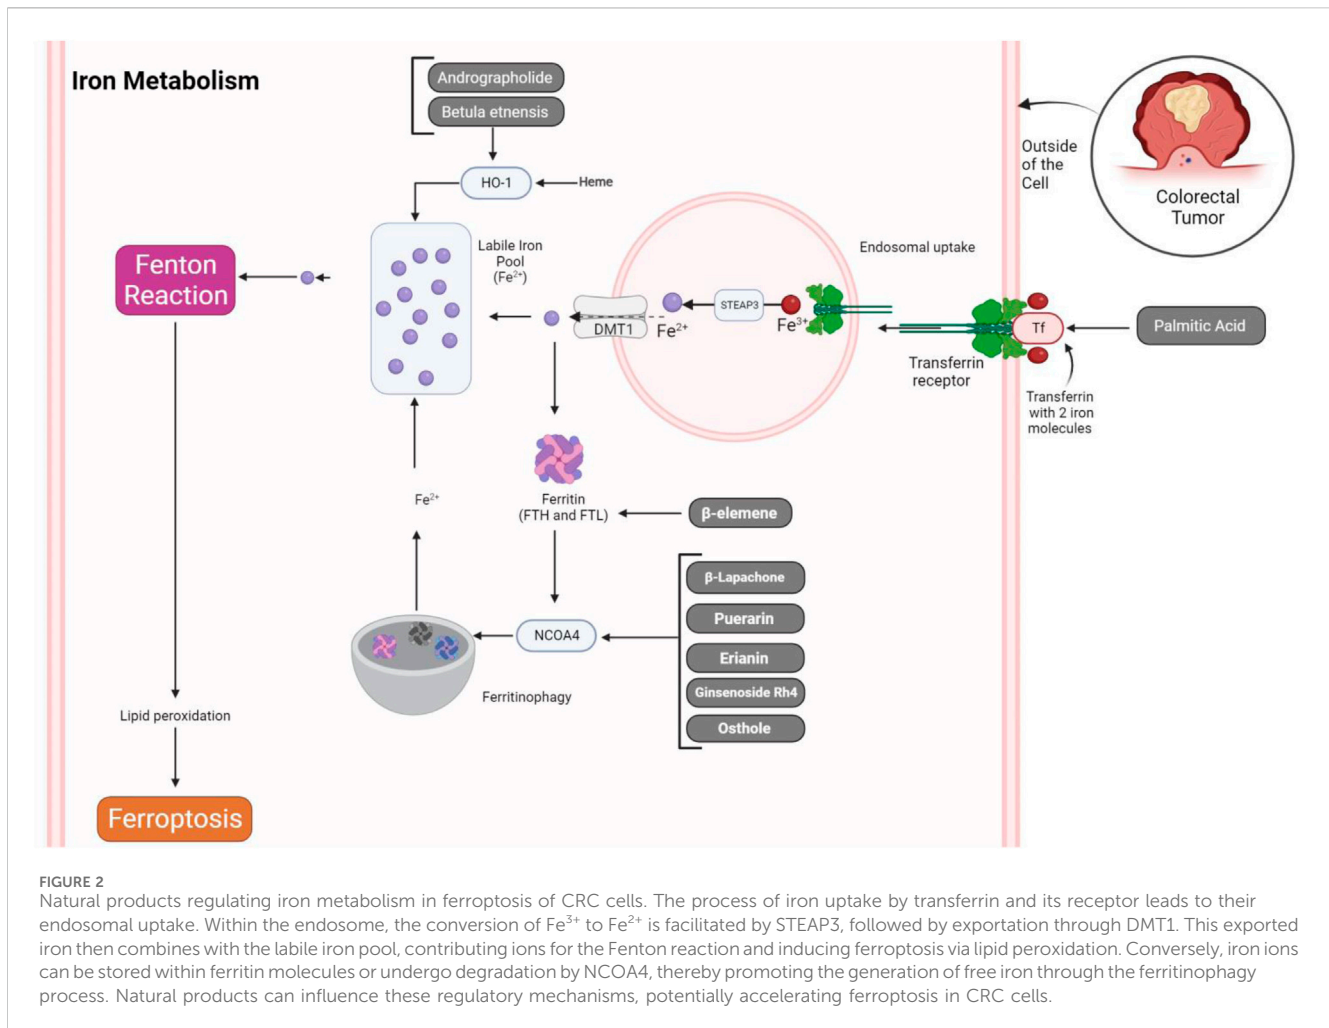 Iron Metabolism
Andrographolide
Betula etnensis
HO-1
Heme
Labile Iron
Pool
(Fe²⁺)
Fenton
Reaction
Endosomal uptake
STEAP3
Fe³⁺
Fe²⁺
DMT1
Outside
of the
Cell
Colorectal
Tumor
Tf
Palmitic Acid
Transferrin
receptor
Transferrin
with 2 iron
molecules
Fe²⁺
Ferritin
(FTH and FTL)
β-elemene
β-Lapachone
Puerarin
Erianin
Ginsenoside Rh4
Osthole
NCOA4
Ferritinophagy
Lipid peroxidation
Ferroptosis
FIGURE 2
Natural products regulating iron metabolism in ferroptosis of CRC cells. The process of iron uptake by transferrin and its receptor leads to their
endosomal uptake. Within the endosome, the conversion of Fe³⁺ to Fe²⁺ is facilitated by STEAP3, followed by exportation through DMT1. This exported
iron then combines with the labile iron pool, contributing ions for the Fenton reaction and inducing ferroptosis via lipid peroxidation. Conversely, iron ions
can be stored within ferritin molecules or undergo degradation by NCOA4, thereby promoting the generation of free iron through the ferritinophagy
process. Natural products can influence these regulatory mechanisms, potentially accelerating ferroptosis in CRC cells.